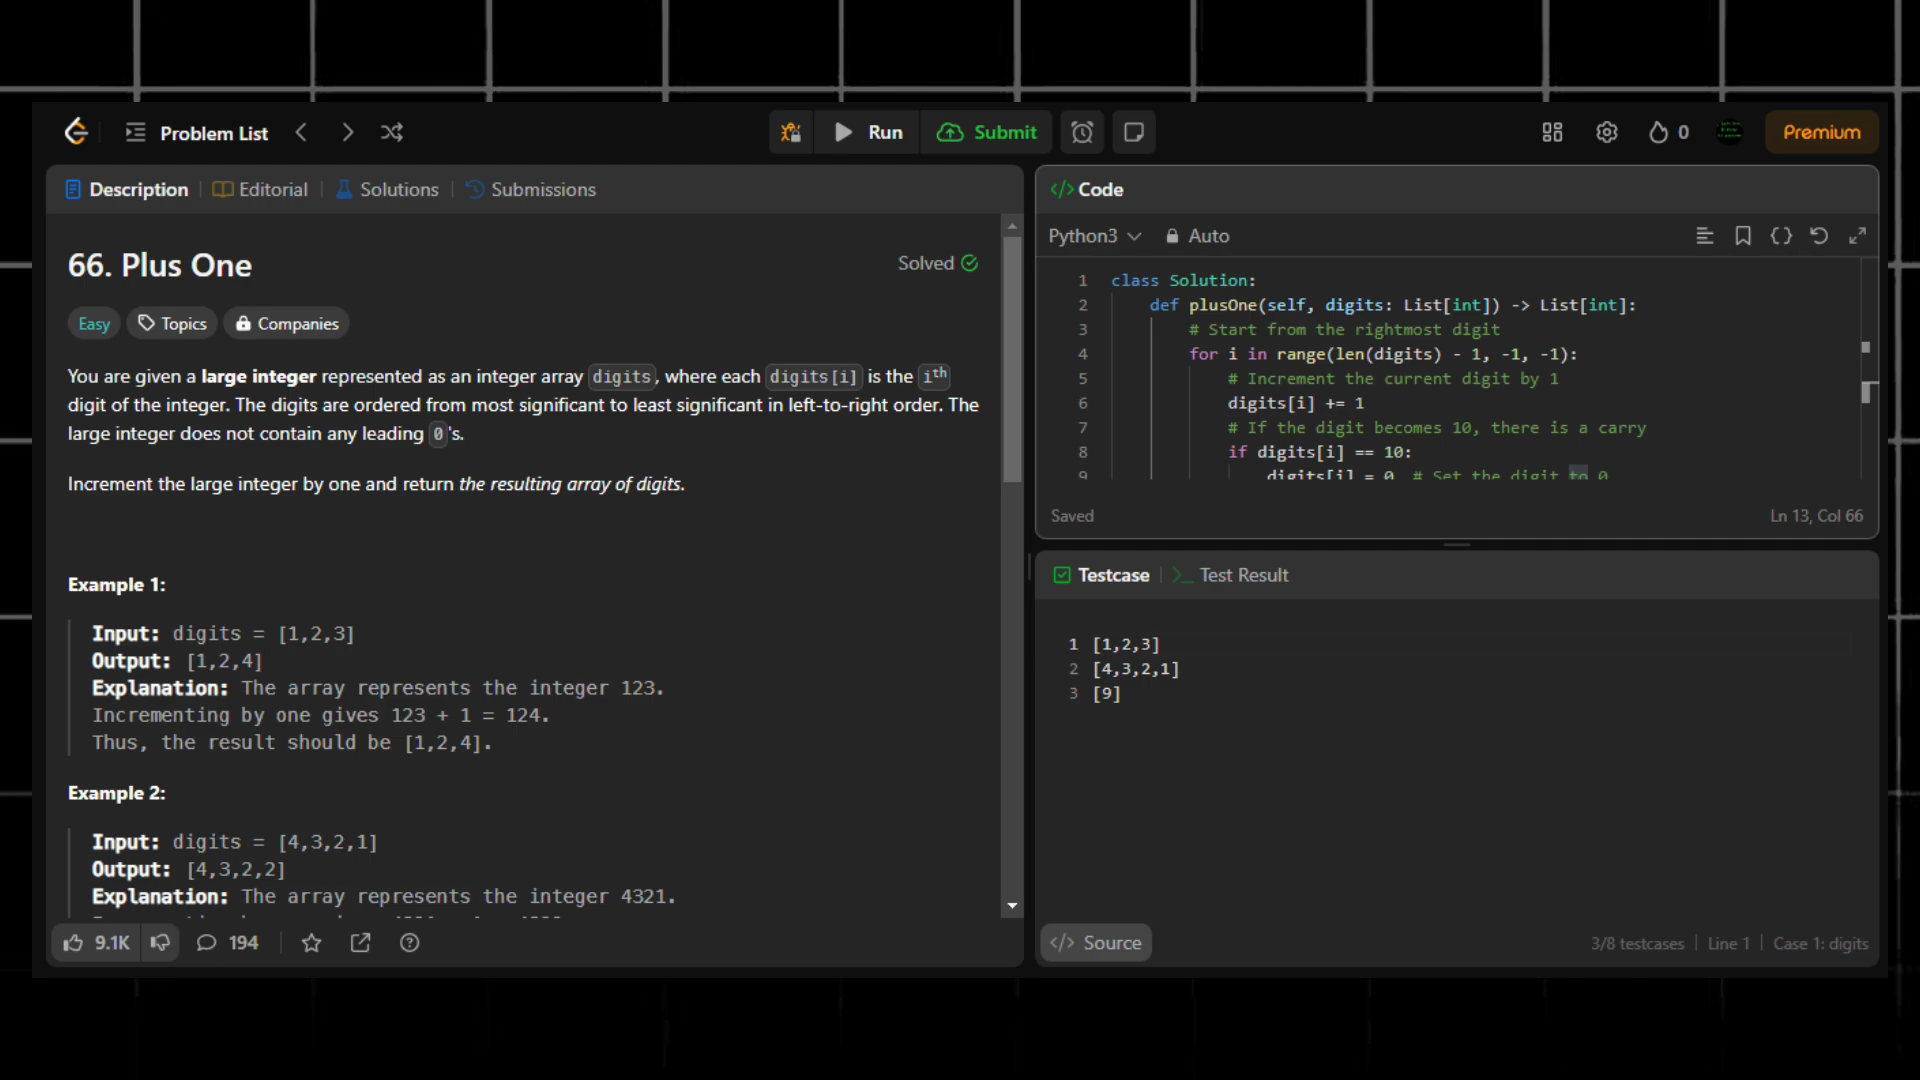 Problem List
Run
Submit
0
Premium
Description
Editorial
Solutions
Submissions
66. Plus One
Solved
Easy
Topics
Companies
You are given a large integer represented as an integer array digits, where each digits[i] is the ith
digit of the integer. The digits are ordered from most significant to least significant in left-to-right order. The
large integer does not contain any leading 0's.
Increment the large integer by one and return the resulting array of digits.
Example 1:
Input: digits = [1,2,3]
Output: [1,2,4]
Explanation: The array represents the integer 123.
Incrementing by one gives 123 + 1 = 124.
Thus, the result should be [1,2,4].
Example 2:
Input: digits = [4,3,2,1]
Output: [4,3,2,2]
Explanation: The array represents the integer 4321.
9.1K
194
</> Code
Python3
Auto
1 class Solution:
2 def plusOne(self, digits: List[int]) -> List[int]:
3 # Start from the rightmost digit
4 for i in range(len(digits) - 1, -1, -1):
5 # Increment the current digit by 1
6 digits[i] += 1
7 # If the digit becomes 10, there is a carry
8 if digits[i] == 10:
9 digits[i] = 0 # Set the digit to 0
Saved
Ln 13, Col 66
Testcase
>_ Test Result
1 [1,2,3]
2 [4,3,2,1]
3 [9]
</> Source
3/8 testcases
Line 1
Case 1: digits